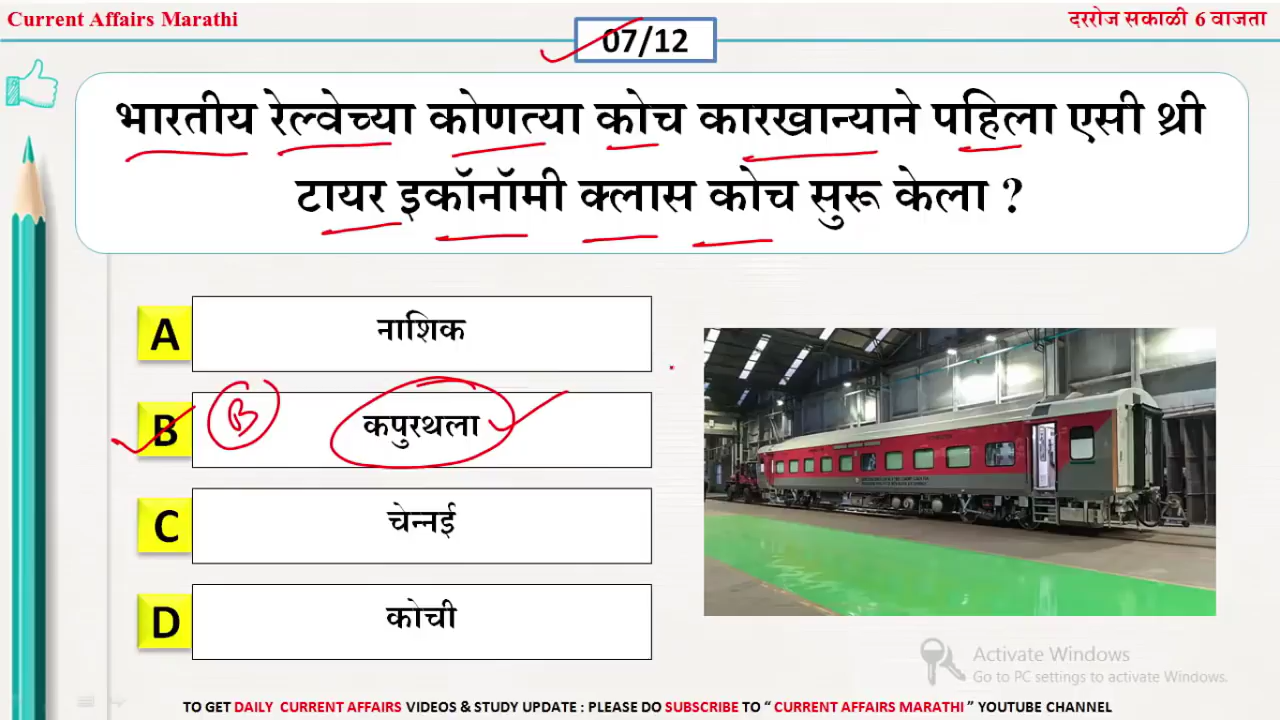 Current Affairs Marathi
दररोज सकाळी 6 वाजता
07/12
भारतीय रेल्वेच्या कोणत्या कोच कारखान्याने पहिला एसी थ्री
टायर इकॉनॉमी क्लास कोच सुरू केला ?
A
नाशिक
B
B
कपुरथला
C
चेन्नई
D
कोची
Activate Windows
Go to PC settings to activate Windows.
TO GET DAILY CURRENT AFFAIRS VIDEOS & STUDY UPDATE : PLEASE DO SUBSCRIBE TO “ CURRENT AFFAIRS MARATHI ” YOUTUBE CHANNEL